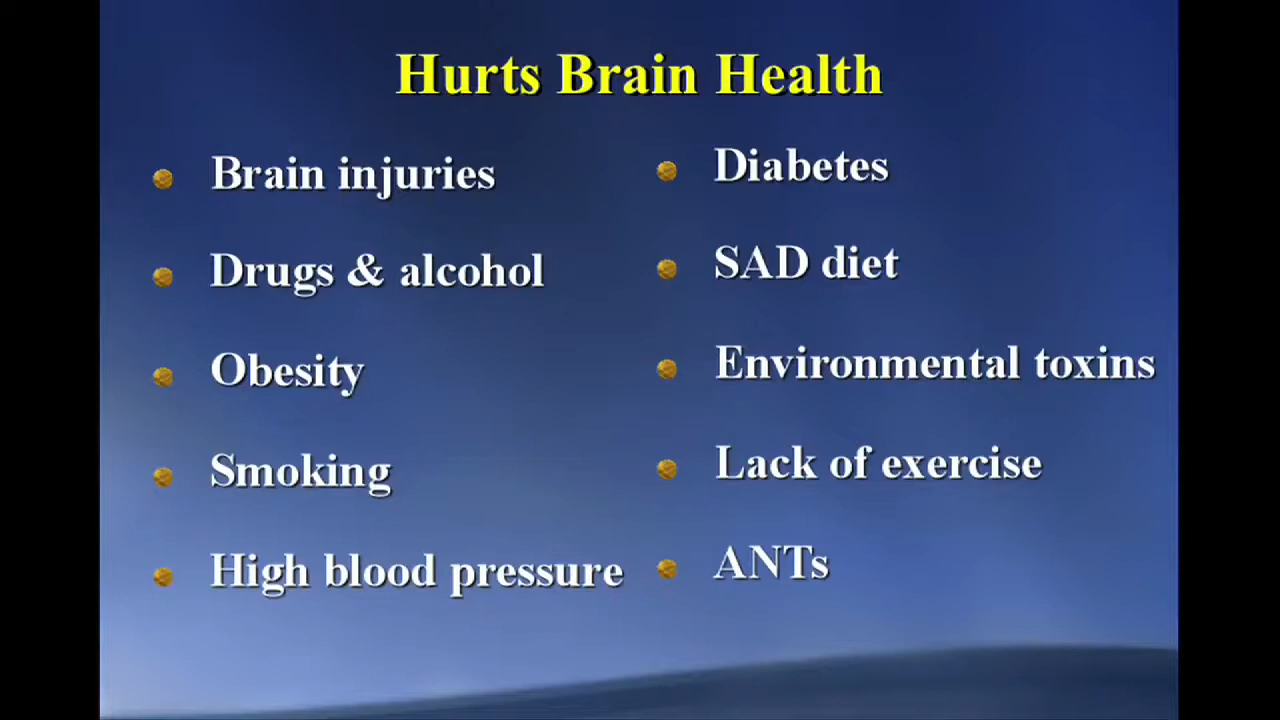 Hurts Brain Health
Brain injuries
Drugs & alcohol
Obesity
Smoking
High blood pressure
Diabetes
SAD diet
Environmental toxins
Lack of exercise
ANTs